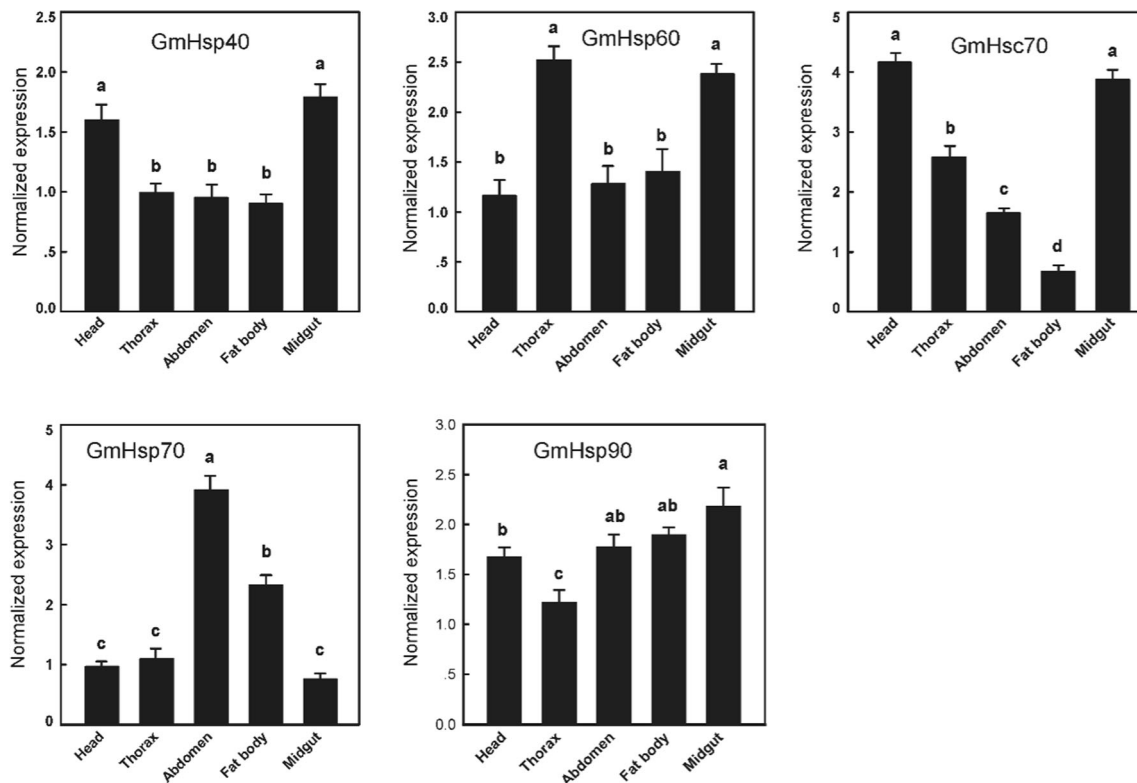 GmHsp40
Normalized expression
2.5
2.0
1.5
1.0
.5
0.0
a
b
b
b
a
Head
Thorax
Abdomen
Fat body
Midgut
GmHsp60
Normalized expression
3.0
2.5
2.0
1.5
1.0
.5
0.0
b
a
b
b
a
Head
Thorax
Abdomen
Fat body
Midgut
GmHsc70
Normalized expression
5
4
3
2
1
0
a
b
c
d
a
Head
Thorax
Abdomen
Fat body
Midgut
GmHsp70
Normalized expression
5
4
3
2
1
0
c
c
a
b
c
Head
Thorax
Abdomen
Fat body
Midgut
GmHsp90
Normalized expression
3.0
2.5
2.0
1.5
1.0
.5
0.0
b
c
ab
ab
a
Head
Thorax
Abdomen
Fat body
Midgut